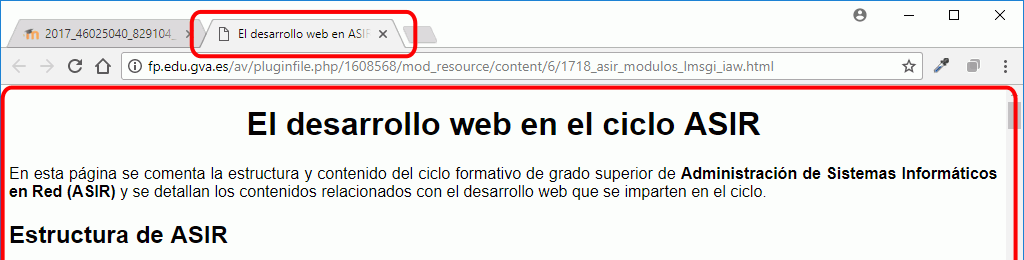 2017_46025040_829104_
El desarrollo web en ASIR
fp.edu.gva.es/av/pluginfile.php/1608568/mod_resource/content/6/1718_asir_modulos_lmsgi_iaw.html
El desarrollo web en el ciclo ASIR
En esta página se comenta la estructura y contenido del ciclo formativo de grado superior de Administración de Sistemas Informáticos
en Red (ASIR) y se detallan los contenidos relacionados con el desarrollo web que se imparten en el ciclo.
Estructura de ASIR